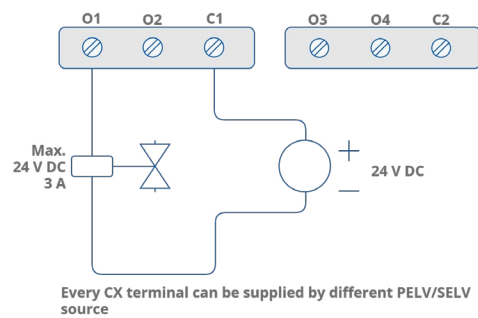 O1 O2 C1 O3 O4 C2
Max.
24 V DC
3 A
24 V DC
Every CX terminal can be supplied by different PELV/SELV
source